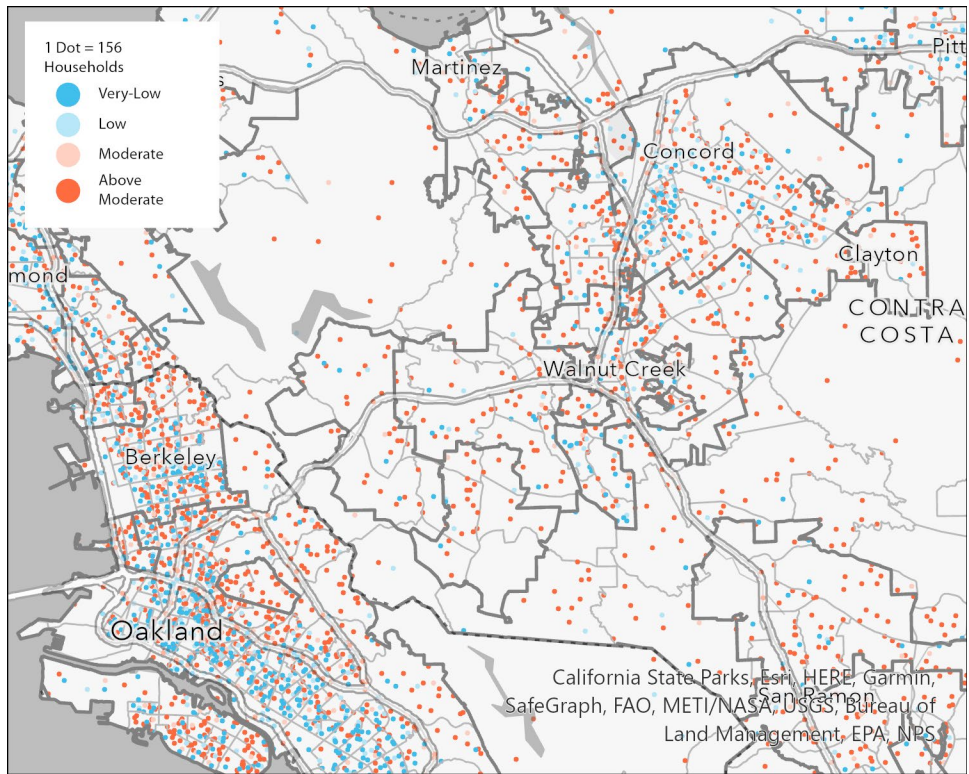 1 Dot = 156
Households
Very-Low
Low
Moderate
Above
Moderate
s
Martinez
Pitt
Concord
Clayton
mond
CONTRA
COSTA
Walnut Creek
Berkeley
Oakland
San Ramon
California State Parks, Esri, HERE, Garmin,
SafeGraph, FAO, METI/NASA, USGS, Bureau of
Land Management, EPA, NPS